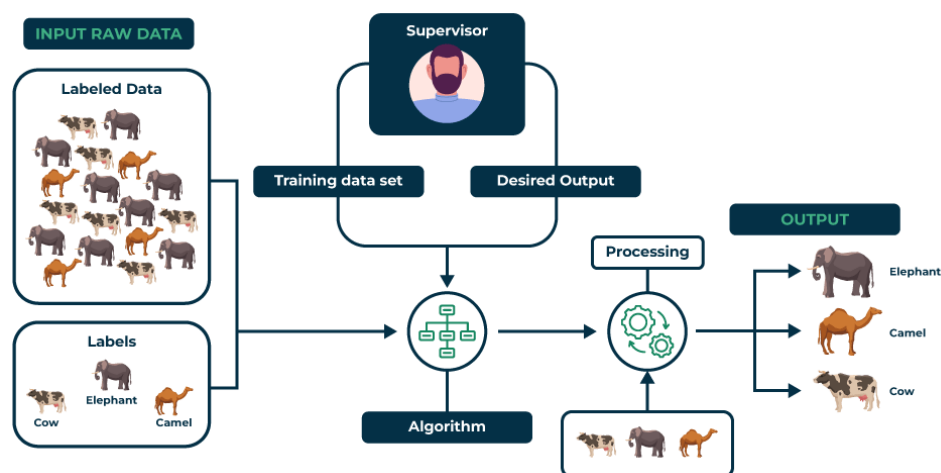 INPUT RAW DATA
Labeled Data
Labels
Elephant
Cow
Camel
Supervisor
Training data set
Desired Output
Algorithm
Processing
OUTPUT
Elephant
Camel
Cow